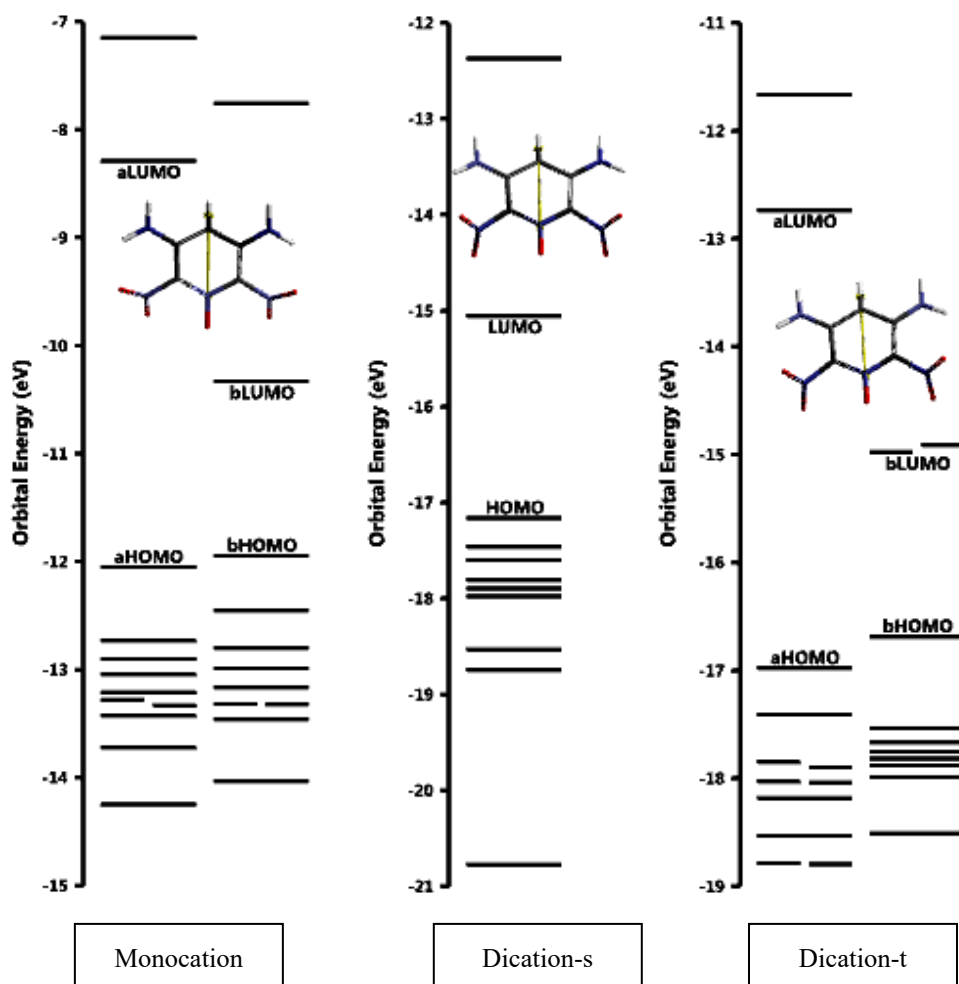 -7
-8
-9
-10
-11
-12
-13
-14
-15
Orbital Energy (eV)
aLUMO
bLUMO
aHOMO
bHOMO
Monocation
-12
-13
-14
-15
-16
-17
-18
-19
-20
-21
Orbital Energy (eV)
LUMO
HOMO
Dication-s
-11
-12
-13
-14
-15
-16
-17
-18
-19
Orbital Energy (eV)
aLUMO
bLUMO
bHOMO
aHOMO
Dication-t